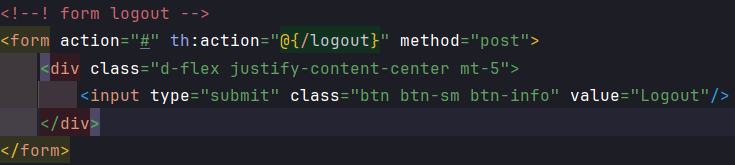 <!--! form logout -->
<form action="#" th:action="@{/logout}" method="post">
    <div class="d-flex justify-content-center mt-5">
        <input type="submit" class="btn btn-sm btn-info" value="Logout"/>
    </div>
</form>